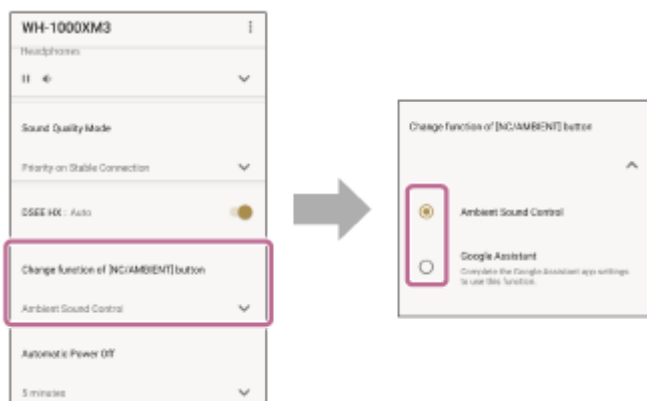 WH-1000XM3
Headphones
Sound Quality Mode
Priority on Stable Connection
DSEE HX : Auto
Change function of [NC/AMBIENT] button
Ambient Sound Control
Automatic Power Off
5 minutes
Change function of [NC/AMBIENT] button
Ambient Sound Control
Google Assistant
Complete the Google Assistant app settings
to use this function.